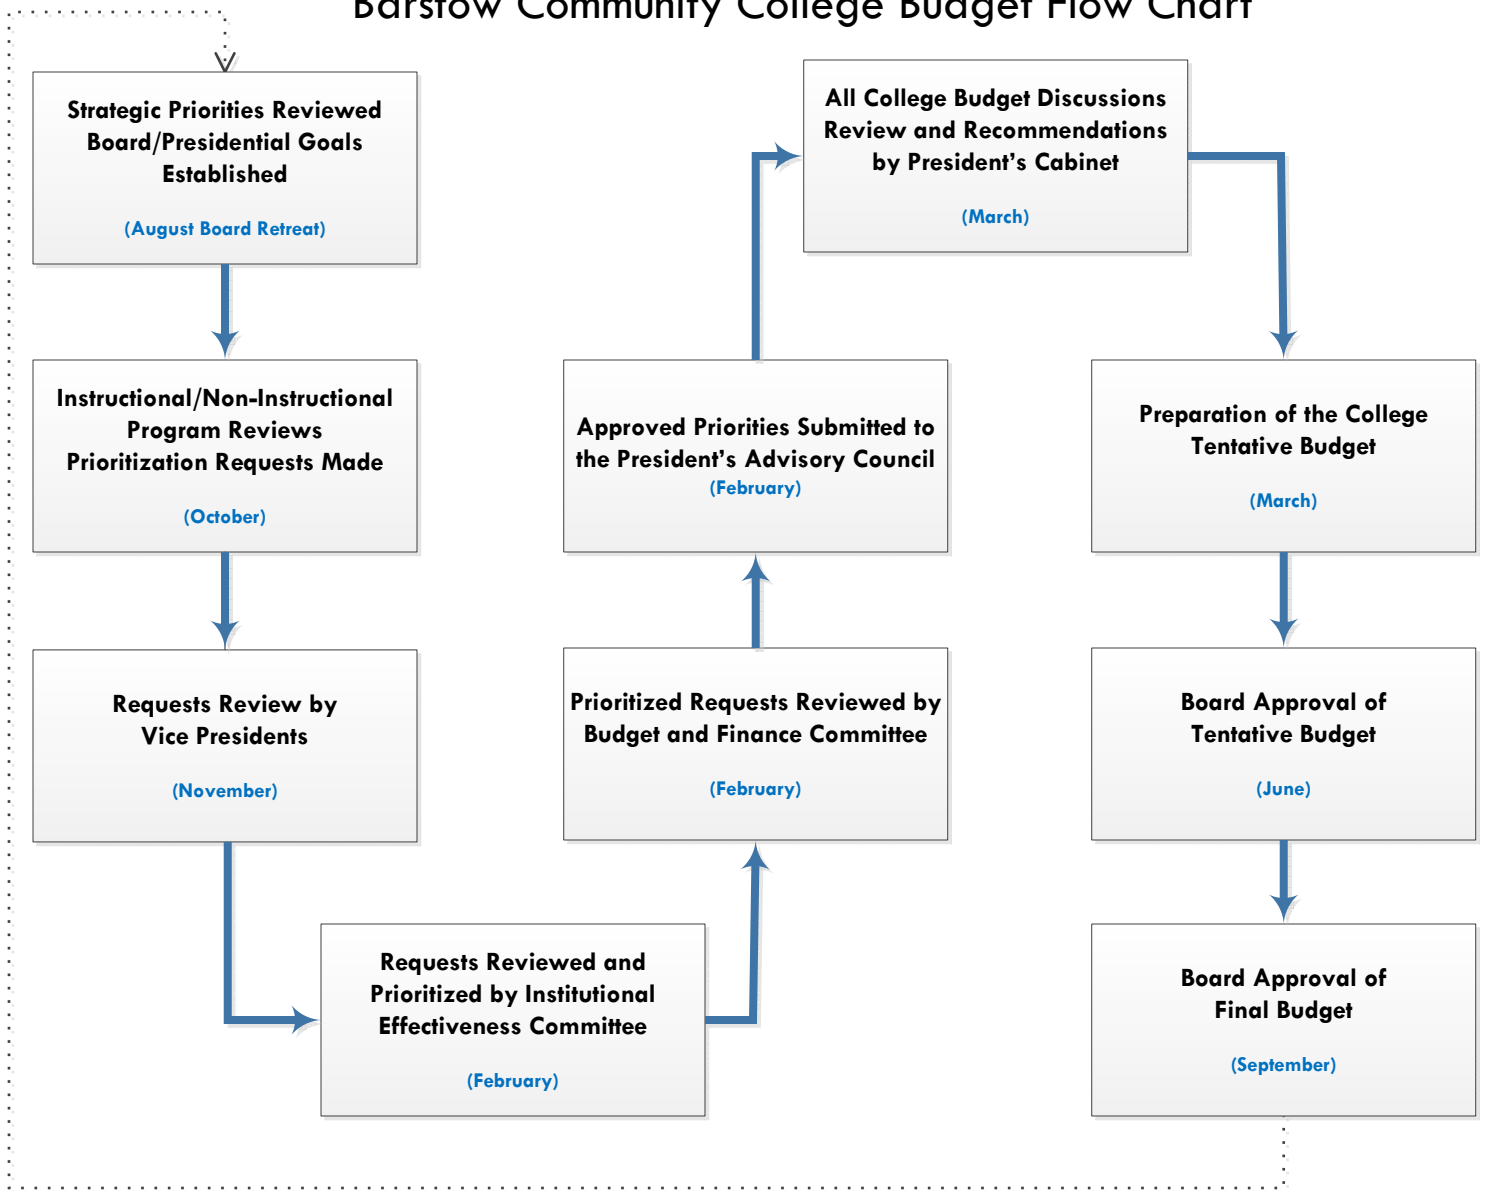 Barstow Community College Budget Flow Chart
Strategic Priorities Reviewed
Board/Presidential Goals
Established
(August Board Retreat)
Instructional/Non-Instructional
Program Reviews
Prioritization Requests Made
(October)
Requests Review by
Vice Presidents
(November)
Requests Reviewed and
Prioritized by Institutional
Effectiveness Committee
(February)
Prioritized Requests Reviewed by
Budget and Finance Committee
(February)
Approved Priorities Submitted to
the President’s Advisory Council
(February)
All College Budget Discussions
Review and Recommendations
by President’s Cabinet
(March)
Preparation of the College
Tentative Budget
(March)
Board Approval of
Tentative Budget
(June)
Board Approval of
Final Budget
(September)